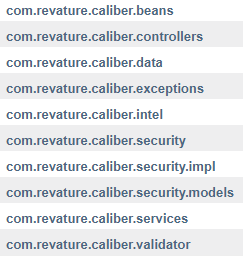 com.revature.caliber.beans
com.revature.caliber.controllers
com.revature.caliber.data
com.revature.caliber.exceptions
com.revature.caliber.intel
com.revature.caliber.security
com.revature.caliber.security.impl
com.revature.caliber.security.models
com.revature.caliber.services
com.revature.caliber.validator